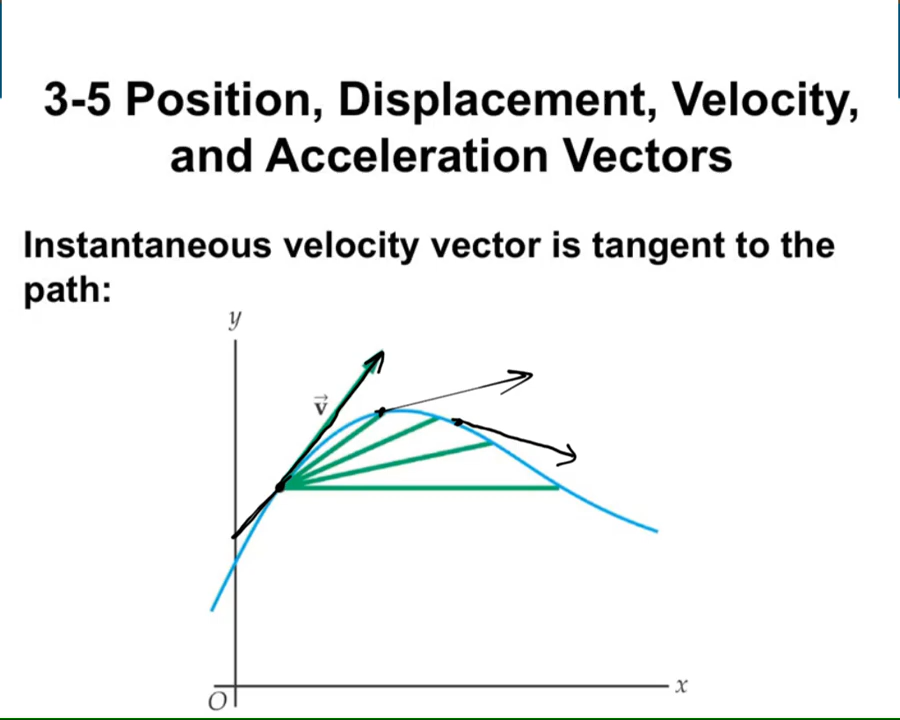 3-5 Position, Displacement, Velocity,
and Acceleration Vectors
Instantaneous velocity vector is tangent to the
path:
y
v⃗
O
x